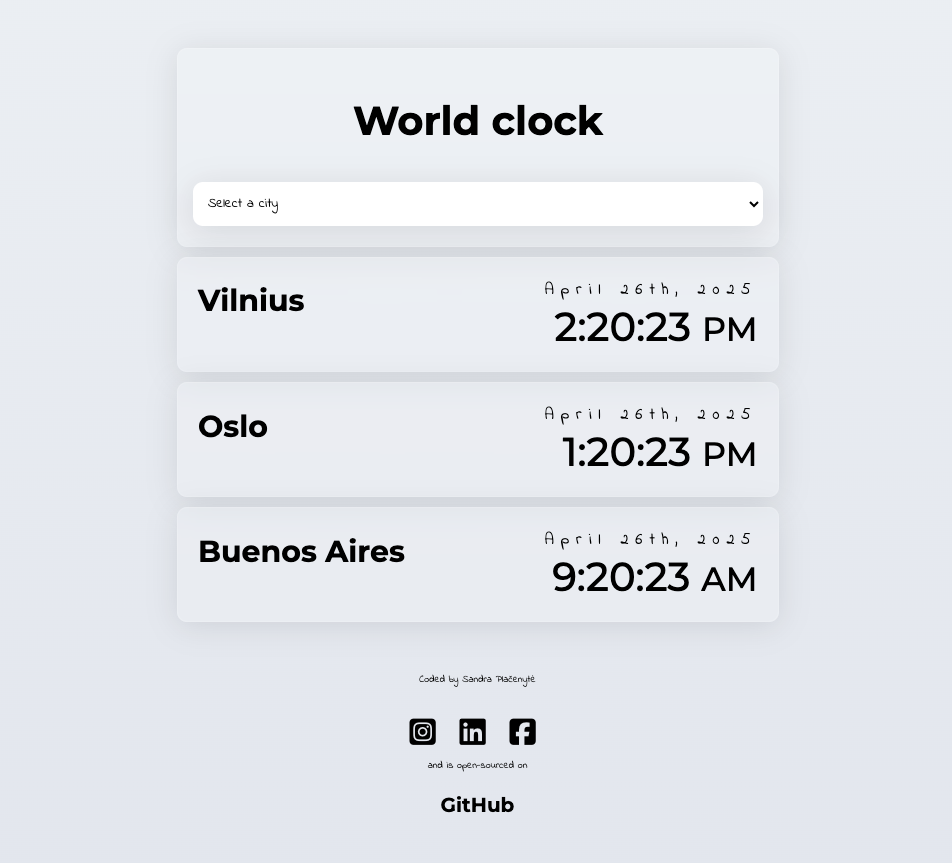 World clock
Select a city
Vilnius
April 26th, 2025
2:20:23 PM
Oslo
April 26th, 2025
1:20:23 PM
Buenos Aires
April 26th, 2025
9:20:23 AM
Coded by Sandra Plačenytė
and is open-sourced on
GitHub